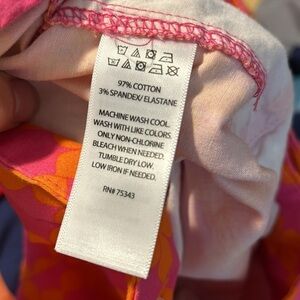 97% COTTON
3% SPANDEX/ ELASTANE
MACHINE WASH COOL.
WASH WITH LIKE COLORS.
ONLY NON-CHLORINE
BLEACH WHEN NEEDED.
TUMBLE DRY LOW.
LOW IRON IF NEEDED.
RN# 75343